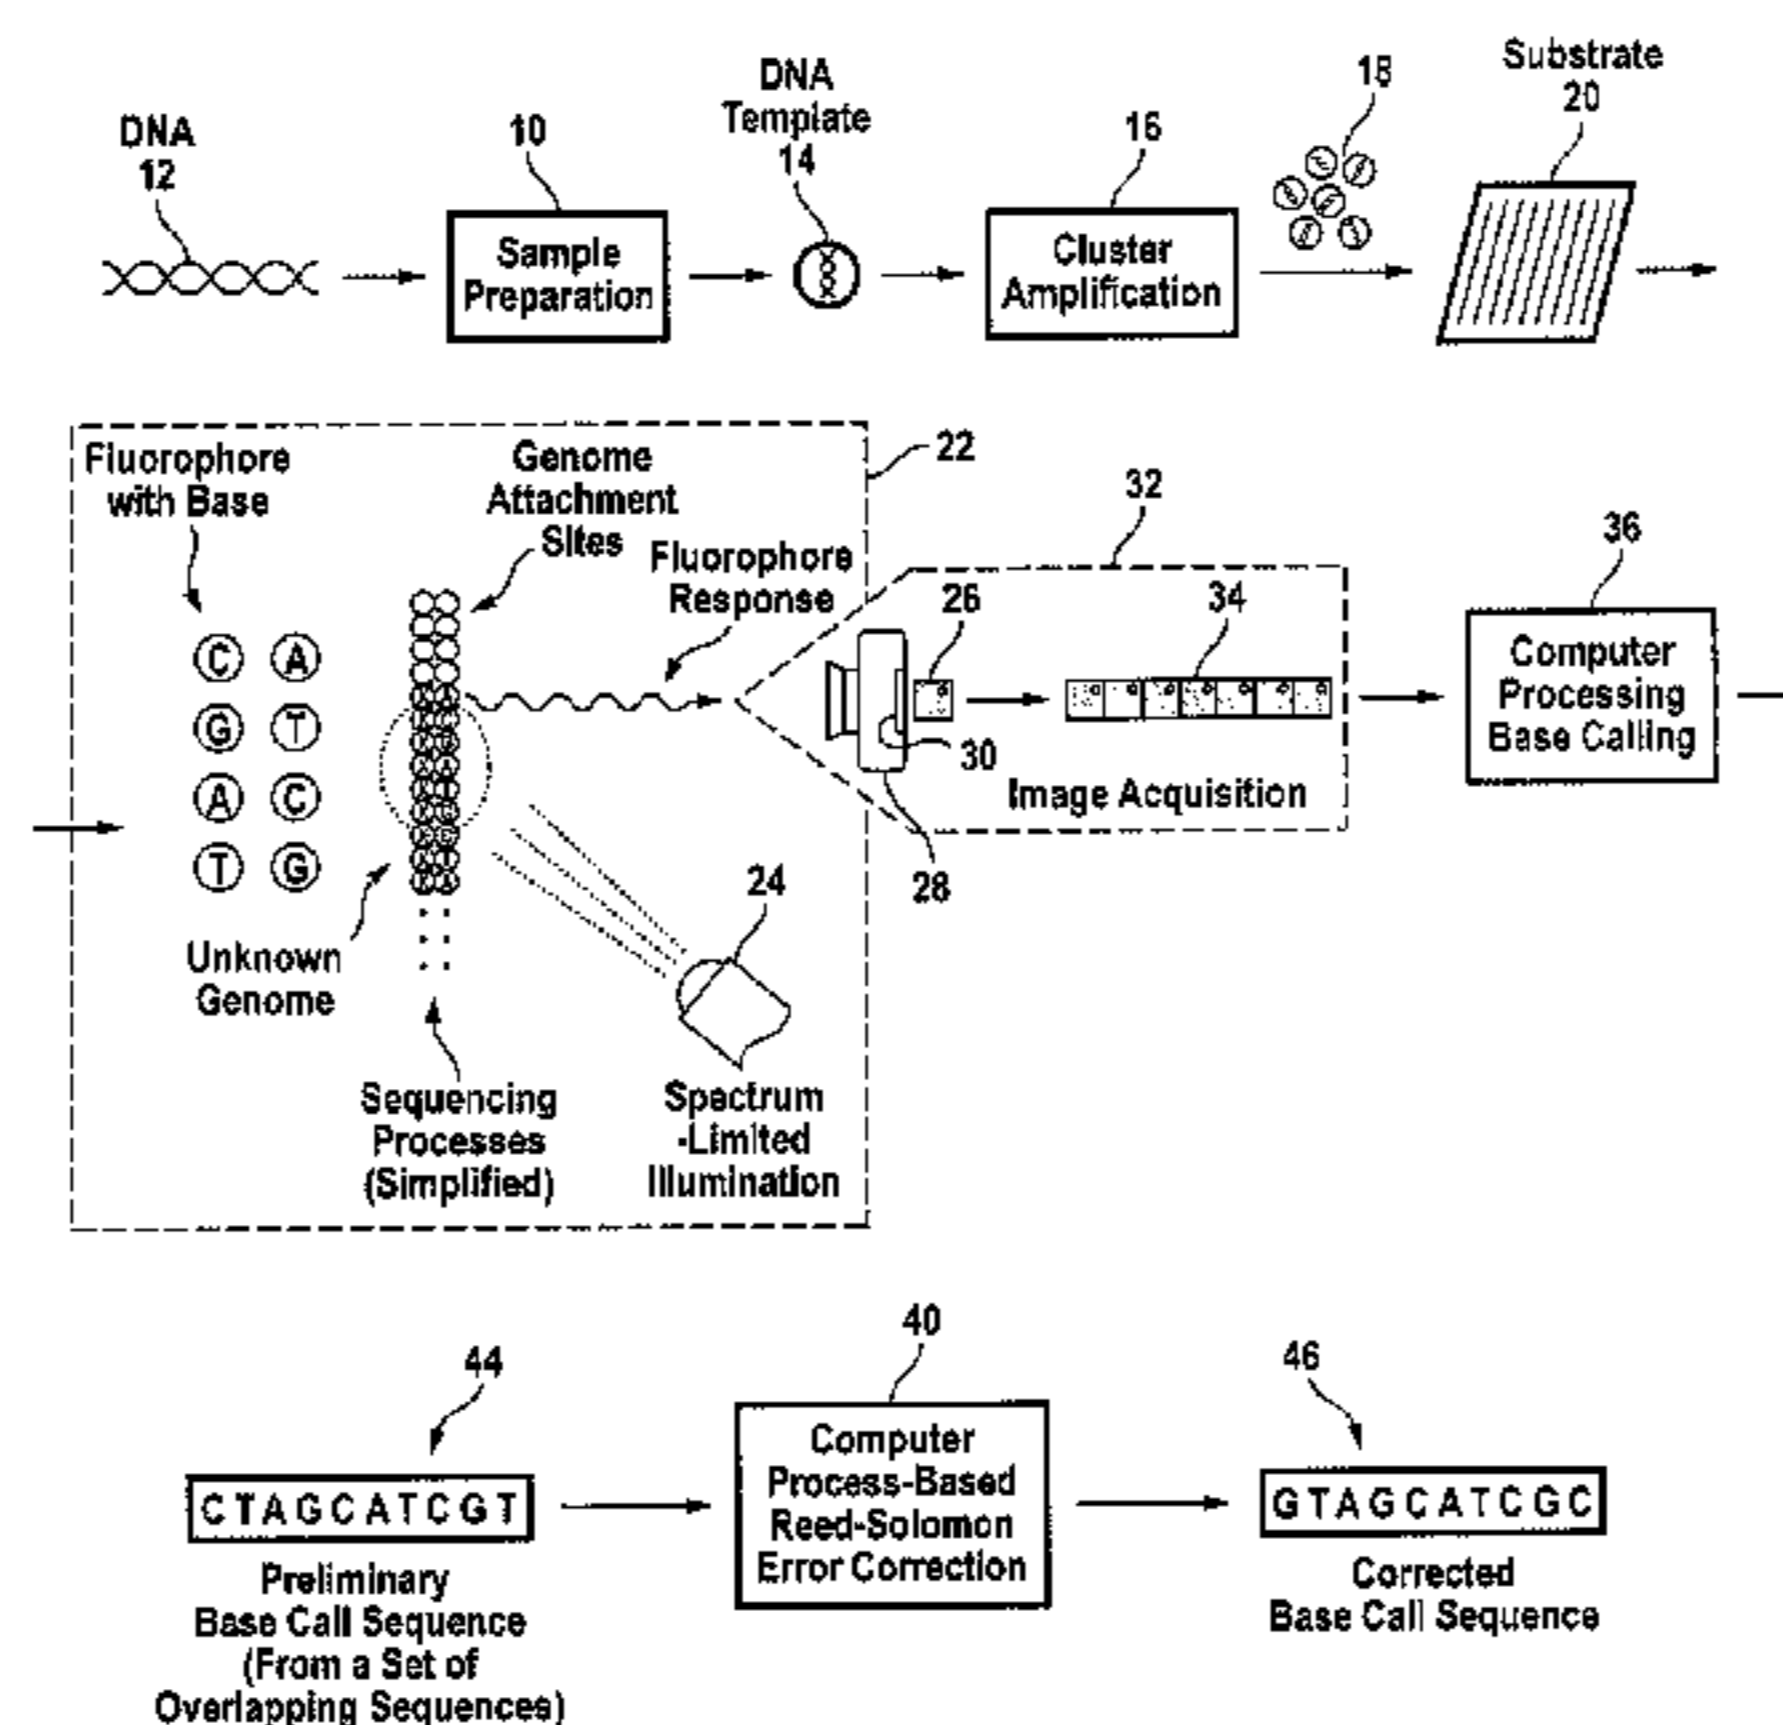 DNA
12
10
Sample
Preparation
DNA
Template
14
16
Cluster
Amplification
18
Substrate
20
Fluorophore
with Base
Genome
Attachment
Sites
Fluorophore
Response
22
C A
G T
A C
T G
Unknown
Genome
Sequencing
Processes
(Simplified)
24
Spectrum
-Limited
Illumination
32
26
34
30
28
Image Acquisition
36
Computer
Processing
Base Calling
44
CTAGCATCGT
Preliminary
Base Call Sequence
(From a Set of
Overlapping Sequences)
40
Computer
Process-Based
Reed-Solomon
Error Correction
46
GTAGCATCGC
Corrected
Base Call Sequence